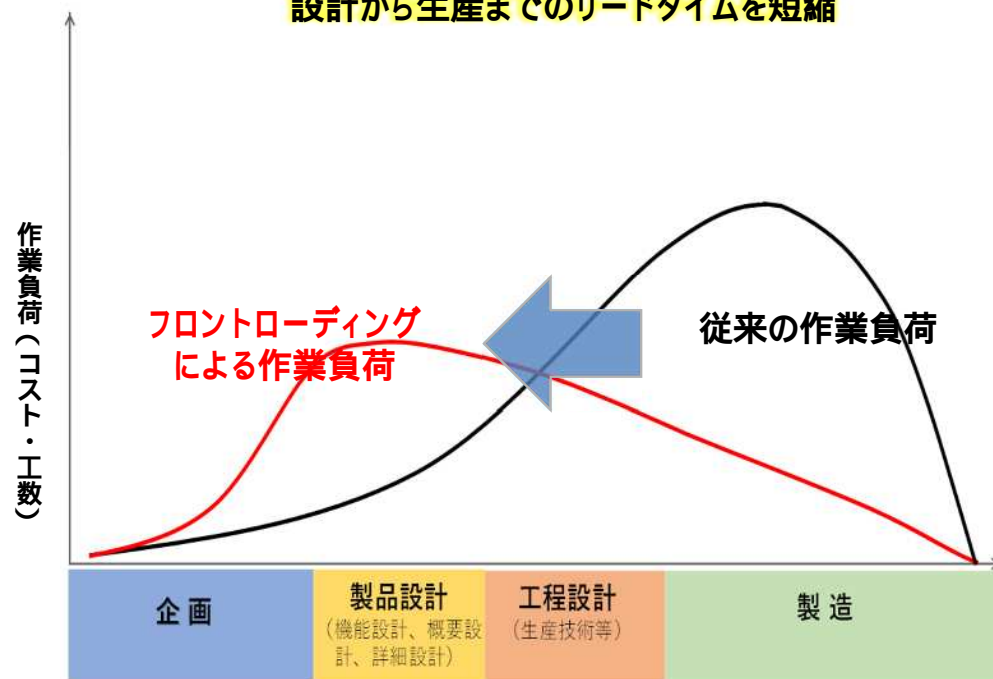 設計から生産までのリードタイムを短縮
作業負荷（コスト・工数）
フロントローディング
による作業負荷
従来の作業負荷
企画
製品設計
（機能設計、概要設
計、詳細設計）
工程設計
（生産技術等）
製造